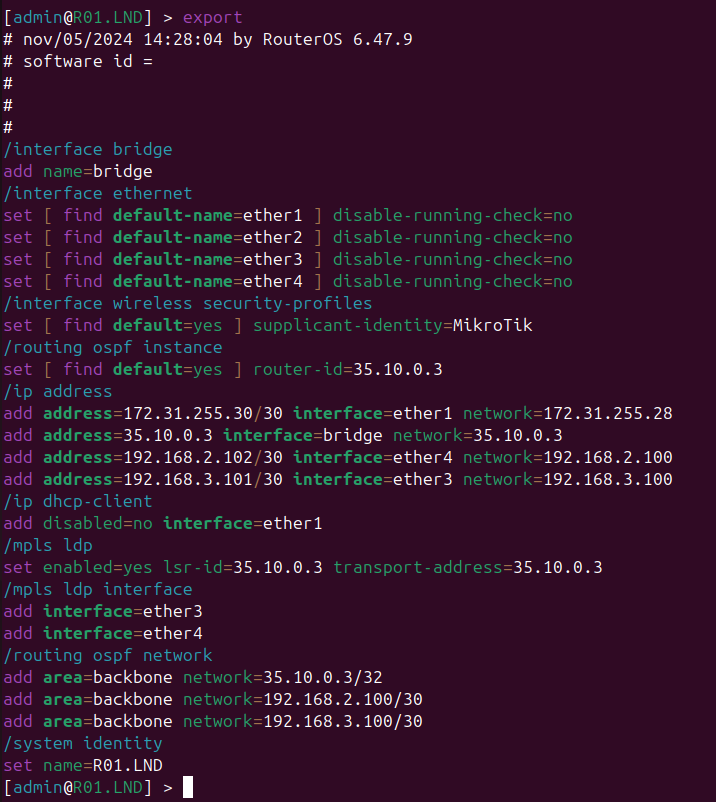 [admin@R01.LND] > export
# nov/05/2024 14:28:04 by RouterOS 6.47.9
# software id =
#
#
#
/interface bridge
add name=bridge
/interface ethernet
set [ find default-name=ether1 ] disable-running-check=no
set [ find default-name=ether2 ] disable-running-check=no
set [ find default-name=ether3 ] disable-running-check=no
set [ find default-name=ether4 ] disable-running-check=no
/interface wireless security-profiles
set [ find default=yes ] supplicant-identity=MikroTik
/routing ospf instance
set [ find default=yes ] router-id=35.10.0.3
/ip address
add address=172.31.255.30/30 interface=ether1 network=172.31.255.28
add address=35.10.0.3 interface=bridge network=35.10.0.3
add address=192.168.2.102/30 interface=ether4 network=192.168.2.100
add address=192.168.3.101/30 interface=ether3 network=192.168.3.100
/ip dhcp-client
add disabled=no interface=ether1
/mpls ldp
set enabled=yes lsr-id=35.10.0.3 transport-address=35.10.0.3
/mpls ldp interface
add interface=ether3
add interface=ether4
/routing ospf network
add area=backbone network=35.10.0.3/32
add area=backbone network=192.168.2.100/30
add area=backbone network=192.168.3.100/30
/system identity
set name=R01.LND
[admin@R01.LND] >